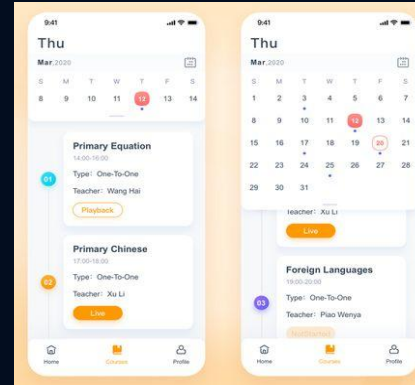 9:41
Thu
Mar,2020
S M T W T F S
8 9 10 11 12 13 14
01
Primary Equation
14:00-16:00
Type: One-To-One
Teacher: Wang Hai
Playback
02
Primary Chinese
17:00-18:00
Type: One-To-One
Teacher: Xu Li
Live
Home Courses Profile
9:41
Thu
Mar,2020
S M T W T F S
1 2 3 4 5 6 7
8 9 10 11 12 13 14
15 16 17 18 19 20 21
22 23 24 25 26 27 28
29 30 31
Teacher: Xu Li
Live
03
Foreign Languages
19:00-20:00
Type: One-To-One
Teacher: Piao Wenya
Home Courses Profile